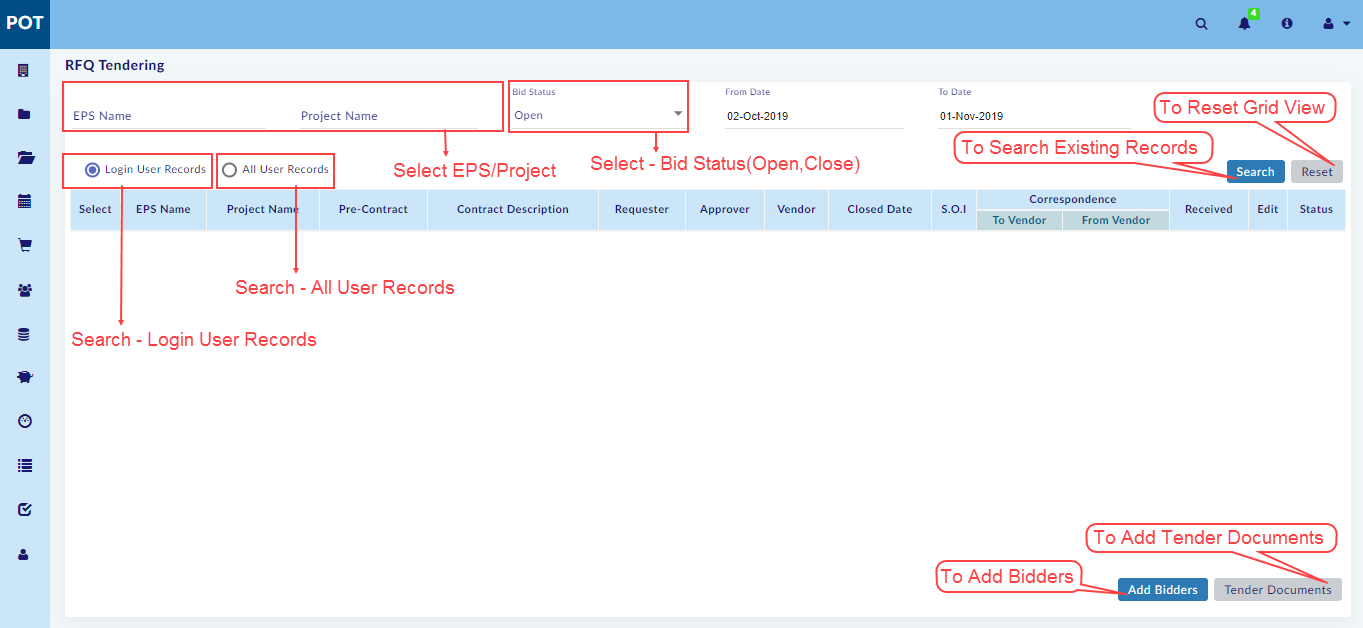 POT
4
RFQ Tendering
EPS Name
Project Name
Bid Status
Open
From Date
02-Oct-2019
To Date
01-Nov-2019
To Reset Grid View
To Search Existing Records
Select EPS/Project
Select - Bid Status(Open,Close)
Login User Records
All User Records
Search
Reset
Select
EPS Name
Project Name
Pre-Contract
Contract Description
Requester
Approver
Vendor
Closed Date
S.O.I
Correspondence
To Vendor
From Vendor
Received
Edit
Status
Search - All User Records
Search - Login User Records
To Add Tender Documents
To Add Bidders
Add Bidders
Tender Documents